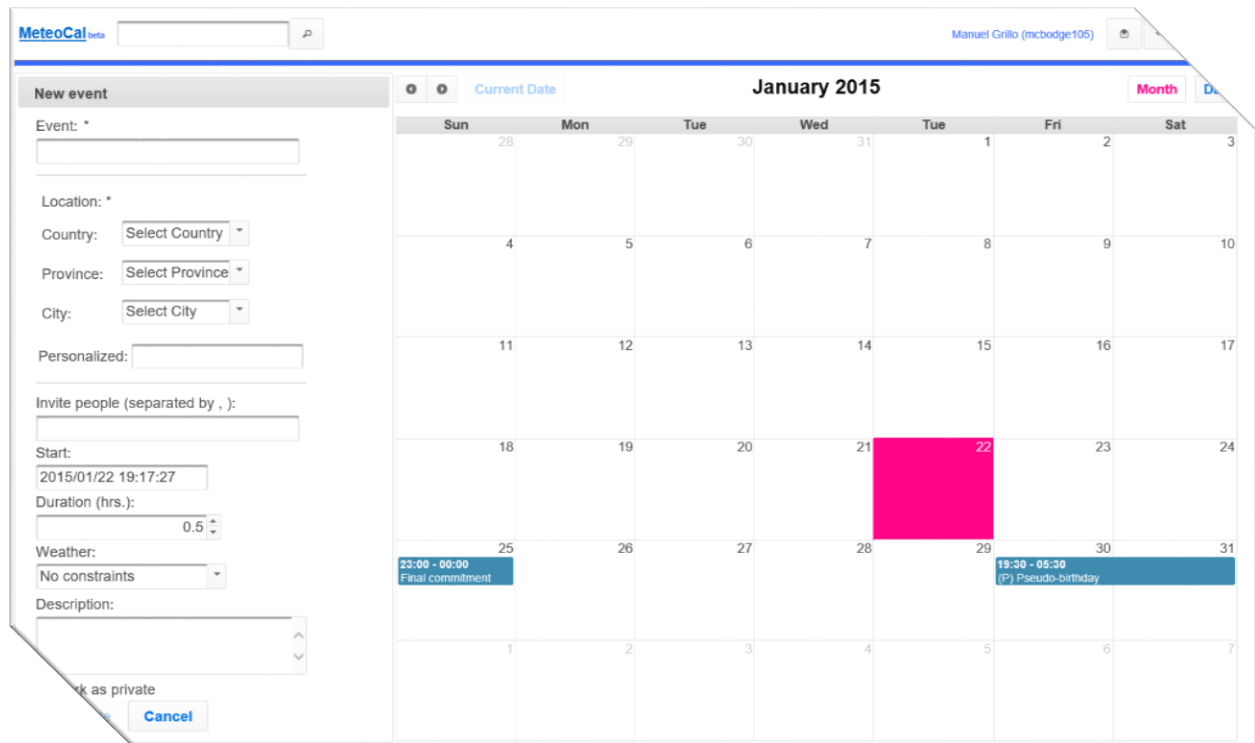 MeteoCal beta
Manuel Grillo (mcbodge105)
New event
Event: *
Location: *
Country: Select Country
Province: Select Province
City: Select City
Personalized:
Invite people (separated by , ):
Start:
2015/01/22 19:17:27
Duration (hrs.):
0.5
Weather:
No constraints
Description:
as private
Cancel
Current Date
January 2015
Month
Sun Mon Tue Wed Tue Fri Sat
28 29 30 31 1 2 3
4 5 6 7 8 9 10
11 12 13 14 15 16 17
18 19 20 21 22 23 24
25 26 27 28 29 30 31
23:00 - 00:00
Final commitment
19:30 - 05:30
(P) Pseudo-birthday
1 2 3 4 5 6 7